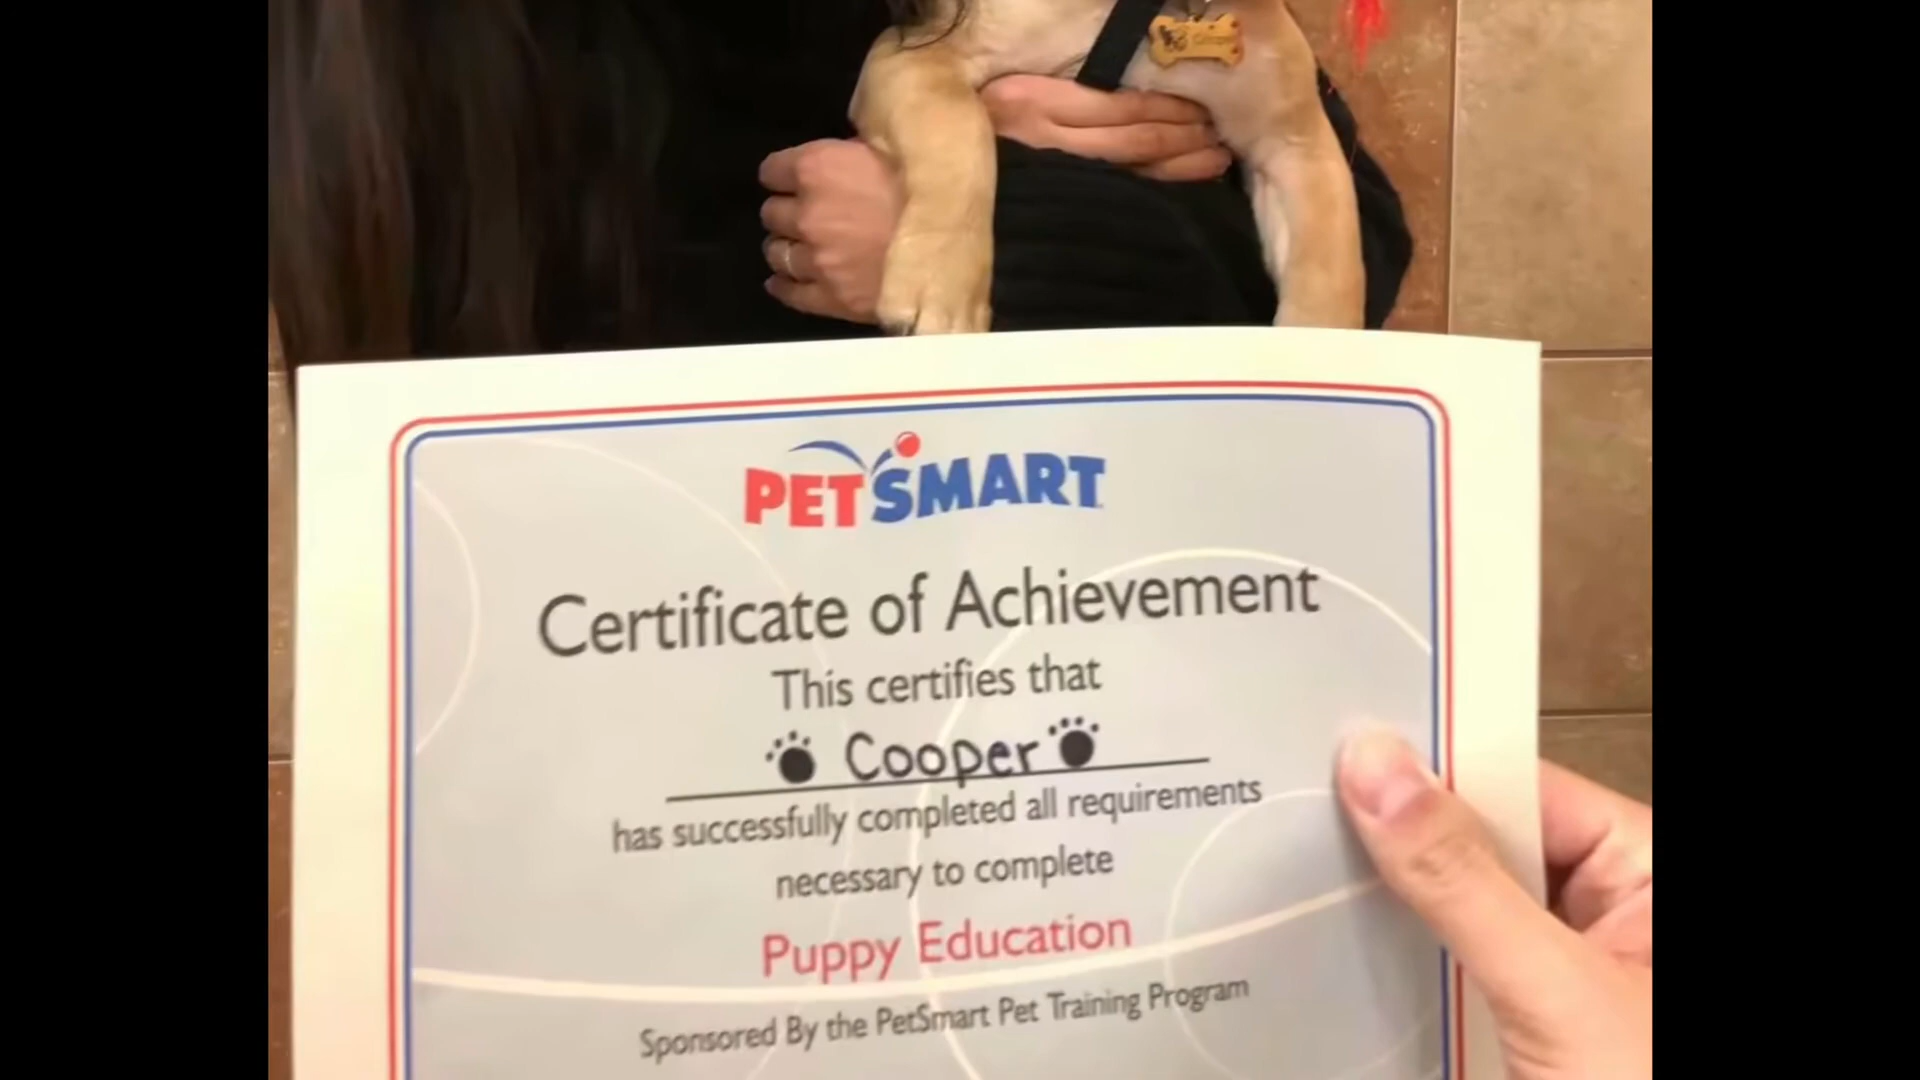 PETSMART
Certificate of Achievement
This certifies that
Cooper
has successfully completed all requirements
necessary to complete
Puppy Education
Sponsored By the PetSmart Pet Training Program